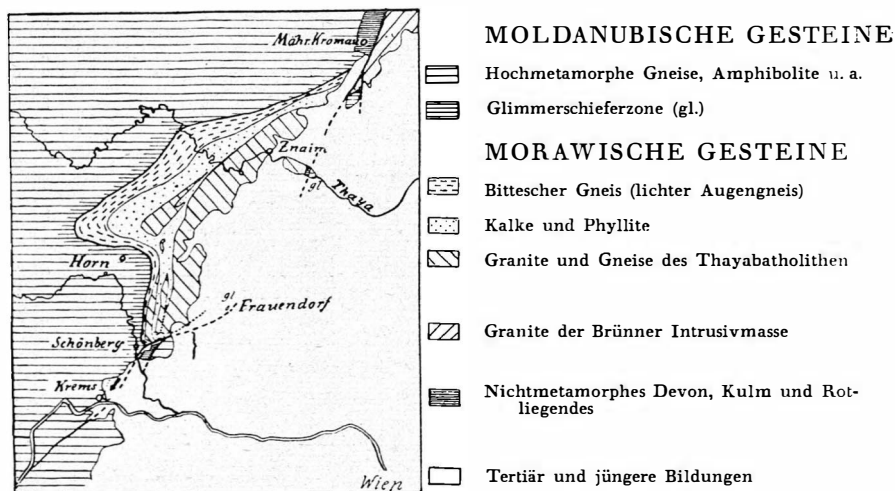 Mähr. Kromau
Znaim
gl
Thaya
Horn
gl
Frauendorf
Schönberg
Krems
Wien
MOLDANUBISCHE GESTEINE
Hochmetamorphe Gneise, Amphibolite u. a.
Glimmerschieferzone (gl.)
MORAWISCHE GESTEINE
Bittescher Gneis (lichter Augengneis)
Kalke und Phyllite
Granite und Gneise des Thayabatholithen
Granite der Brünner Intrusivmasse
Nichtmetamorphes Devon, Kulm und Rot-
liegendes
Tertiär und jüngere Bildungen